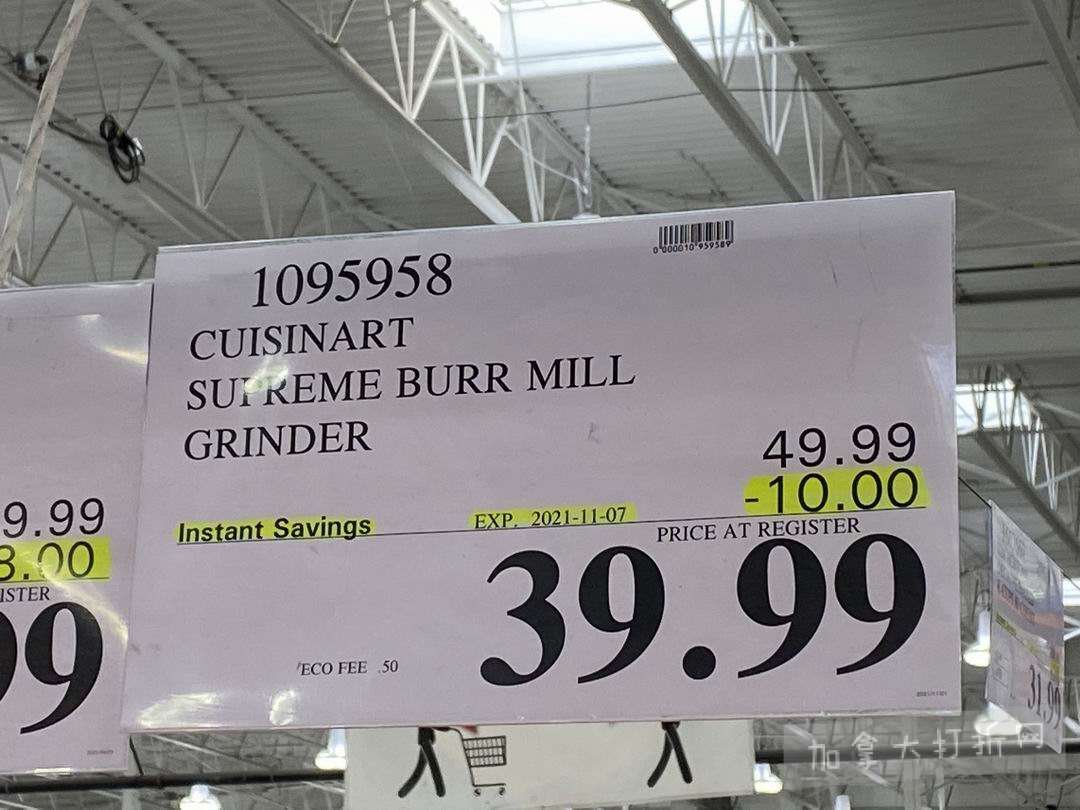 0 000010 959589
1095958
CUISINART
SUPREME BURR MILL
GRINDER
49.99
-10.00
Instant Savings
EXP. 2021-11-07
PRICE AT REGISTER
39.99
ECO FEE .50
9.99
8.00
ISTER
99
31.99
加拿大打折网